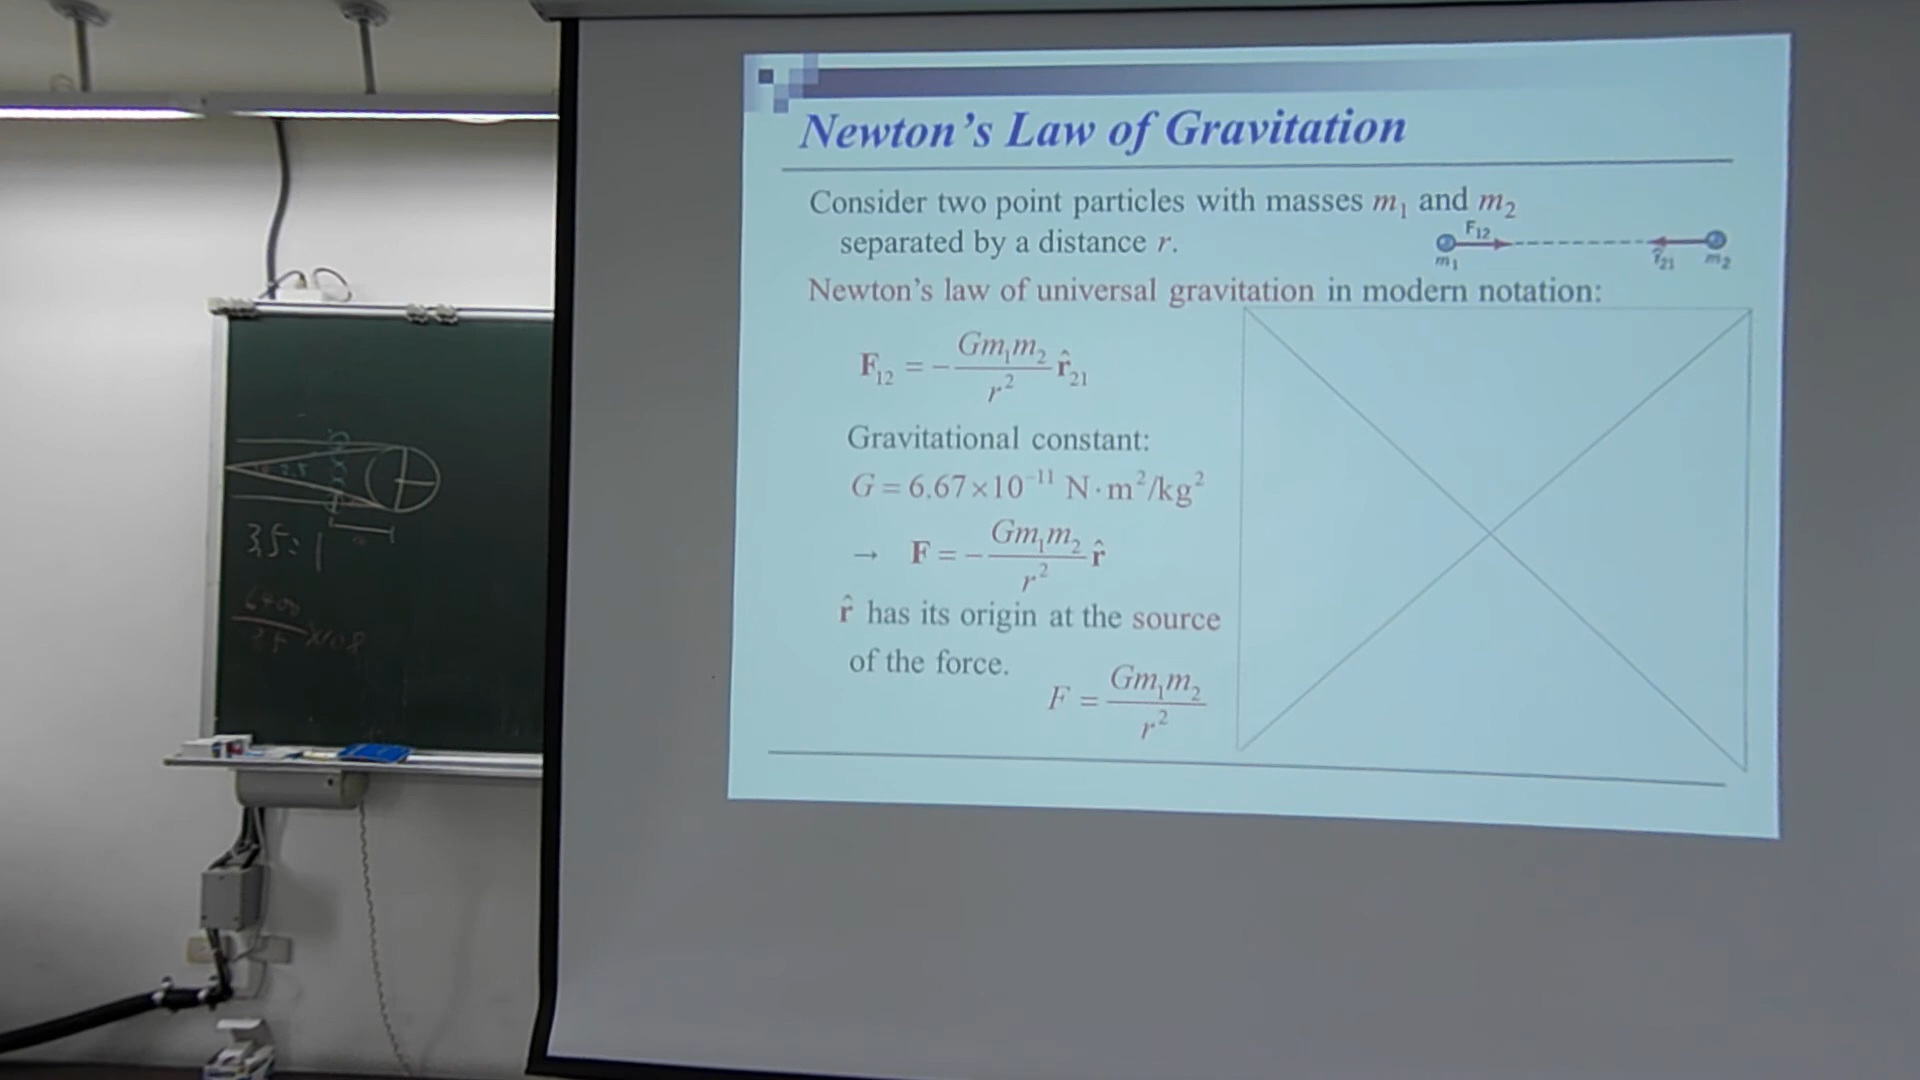 Newton's Law of Gravitation
Consider two point particles with masses m₁ and m₂
separated by a distance r.
F₁₂
m₁ r̂₂₁ m₂
Newton's law of universal gravitation in modern notation:
F₁₂ = − Gm₁m₂ / r² r̂₂₁
Gravitational constant:
G = 6.67×10⁻¹¹ N·m²/kg²
→ F = − Gm₁m₂ / r² r̂
r̂ has its origin at the source
of the force.
F = Gm₁m₂ / r²
35:1
6400